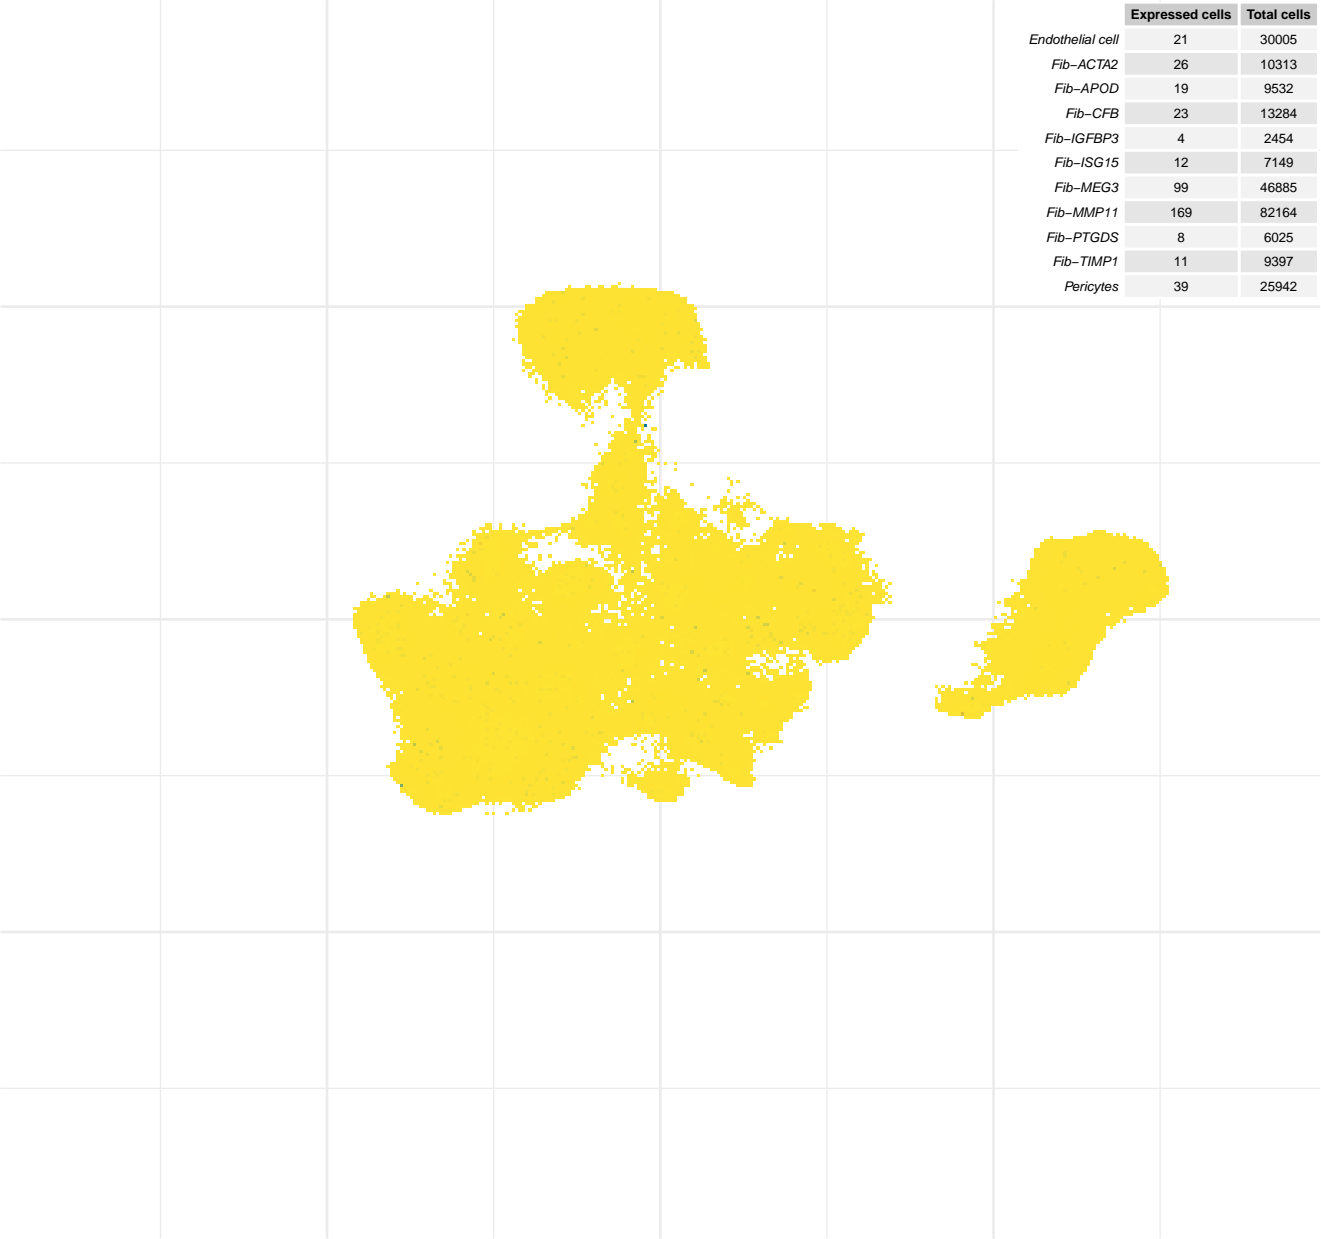 Expressed cells Total cells
Endothelial cell 21 30005
Fib−ACTA2 26 10313
Fib−APOD 19 9532
Fib−CFB 23 13284
Fib−IGFBP3 4 2454
Fib−ISG15 12 7149
Fib−MEG3 99 46885
Fib−MMP11 169 82164
Fib−PTGDS 8 6025
Fib−TIMP1 11 9397
Pericytes 39 25942